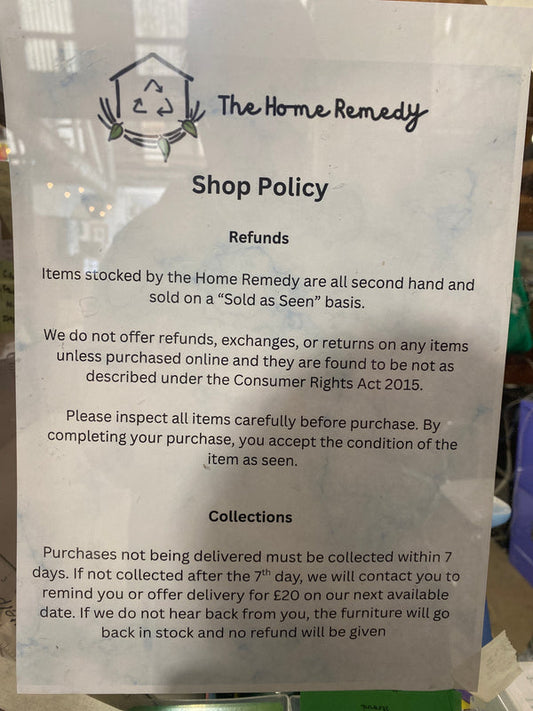 The Home Remedy
Shop Policy
Refunds
Items stocked by the Home Remedy are all second hand and
sold on a “Sold as Seen” basis.
We do not offer refunds, exchanges, or returns on any items
unless purchased online and they are found to be not as
described under the Consumer Rights Act 2015.
Please inspect all items carefully before purchase. By
completing your purchase, you accept the condition of the
item as seen.
Collections
Purchases not being delivered must be collected within 7
days. If not collected after the 7th day, we will contact you to
remind you or offer delivery for £20 on our next available
date. If we do not hear back from you, the furniture will go
back in stock and no refund will be given